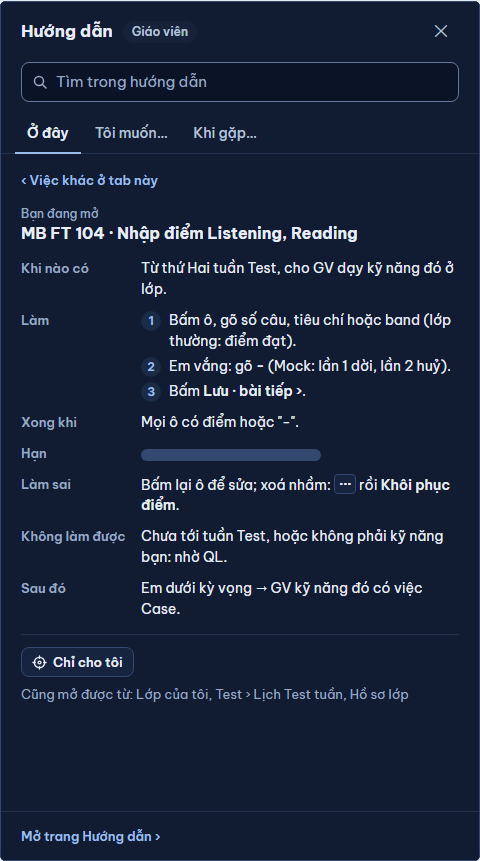 Hướng dẫn Giáo viên
Tìm trong hướng dẫn
Ở đây Tôi muốn... Khi gặp...
‹ Việc khác ở tab này
Bạn đang mở
MB FT 104 · Nhập điểm Listening, Reading
Khi nào có Từ thứ Hai tuần Test, cho GV dạy kỹ năng đó ở
lớp.
Làm 1 Bấm ô, gõ số câu, tiêu chí hoặc band (lớp
thường: điểm đạt).
2 Em vắng: gõ - (Mock: lần 1 dời, lần 2 huỷ).
3 Bấm Lưu · bài tiếp ›.
Xong khi Mọi ô có điểm hoặc "-".
Hạn
Làm sai Bấm lại ô để sửa; xoá nhầm: ... rồi Khôi phục
điểm.
Không làm được Chưa tới tuần Test, hoặc không phải kỹ năng
bạn: nhờ QL.
Sau đó Em dưới kỳ vọng → GV kỹ năng đó có việc
Case.
Chỉ cho tôi
Cũng mở được từ: Lớp của tôi, Test › Lịch Test tuần, Hồ sơ lớp
Mở trang Hướng dẫn ›